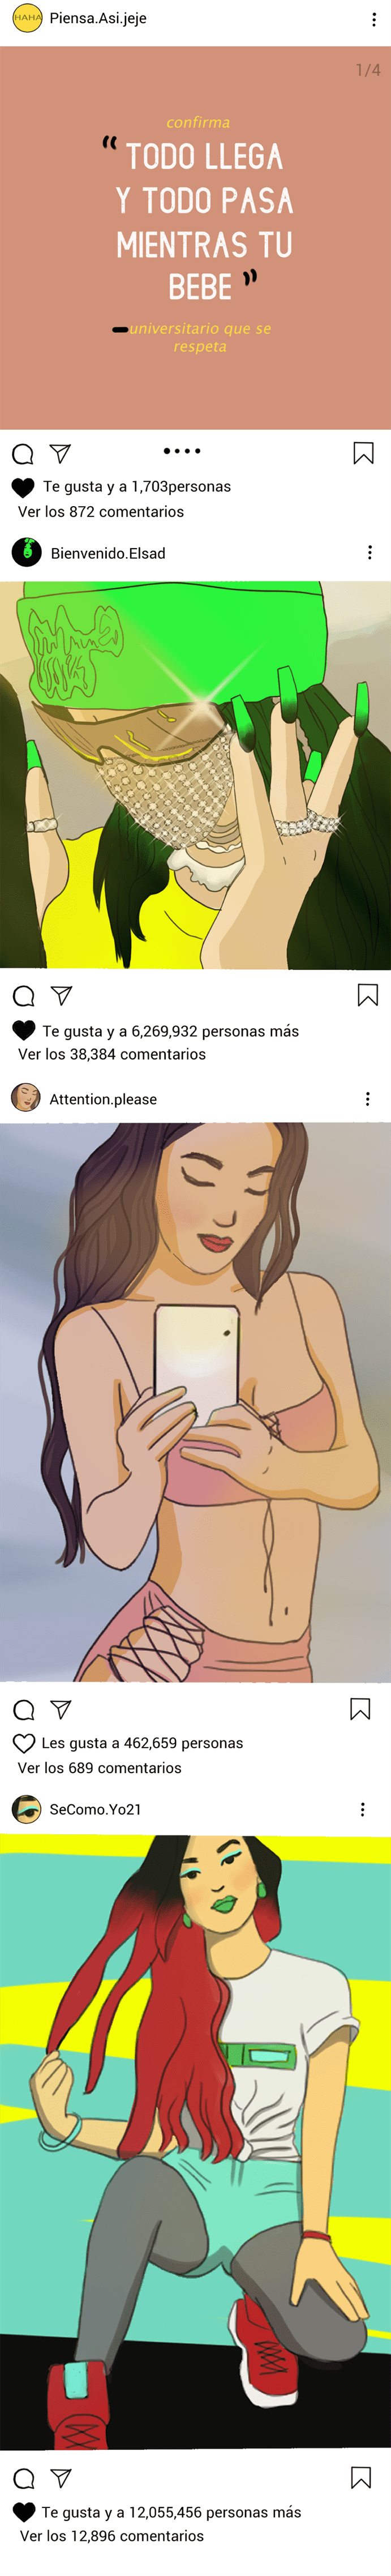 HAHA
Piensa.Asi.jeje
1/4
confirma
“ TODO LLEGA
Y TODO PASA
MIENTRAS TU
BEBE ”
-universitario que se
respeta
Te gusta y a 1,703personas
Ver los 872 comentarios
Bienvenido.Elsad
Te gusta y a 6,269,932 personas más
Ver los 38,384 comentarios
Attention.please
Les gusta a 462,659 personas
Ver los 689 comentarios
SeComo.Yo21
Te gusta y a 12,055,456 personas más
Ver los 12,896 comentarios